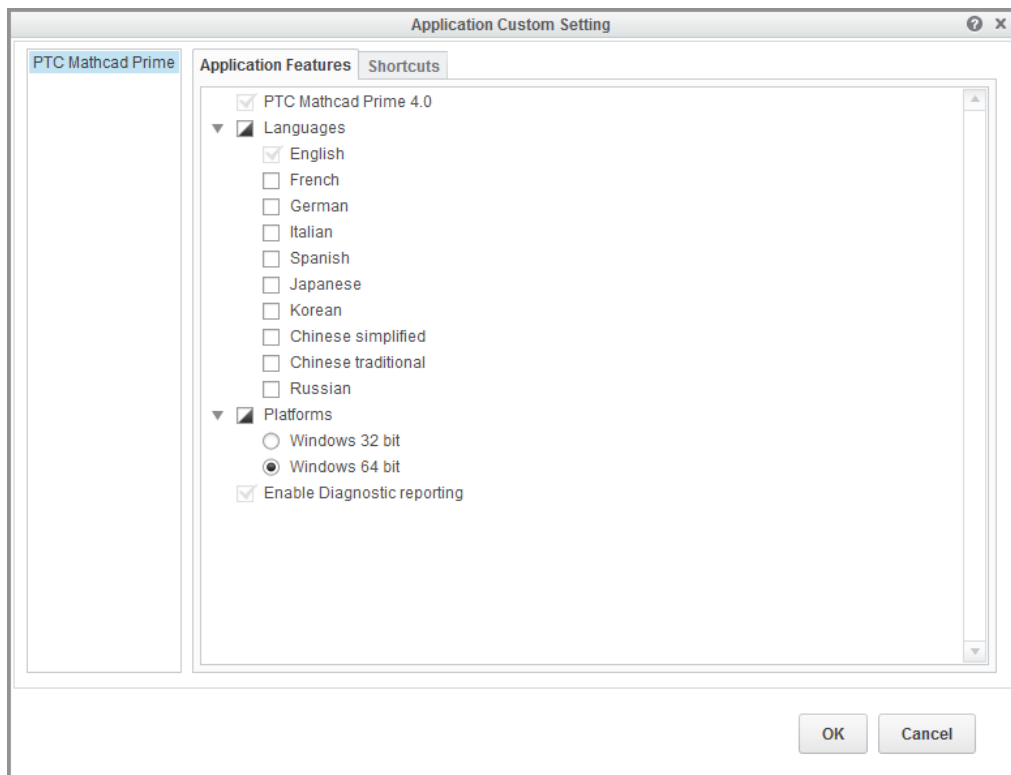 Application Custom Setting
PTC Mathcad Prime
Application Features
Shortcuts
PTC Mathcad Prime 4.0
Languages
English
French
German
Italian
Spanish
Japanese
Korean
Chinese simplified
Chinese traditional
Russian
Platforms
Windows 32 bit
Windows 64 bit
Enable Diagnostic reporting
OK
Cancel